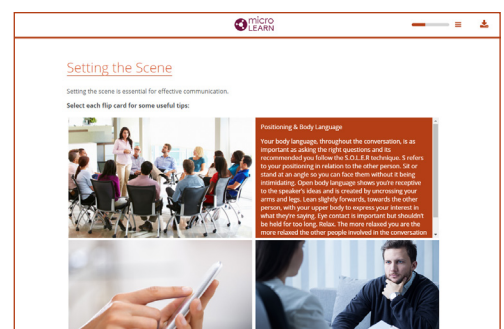 micro
LEARN
Setting the Scene
Setting the scene is essential for effective communication.
Select each flip card for some useful tips:
Positioning & Body Language
Your body language, throughout the conversation, is as
important as asking the right questions and its
recommended you follow the S.O.L.E.R technique. S refers
to your positioning in relation to the other person. Sit or
stand at an angle so you can face them without it being
intimidating. Open body language shows you're receptive
to the speaker's ideas and is created by uncrossing your
arms and legs. Lean slightly forwards, towards the other
person, with your upper body to express your interest in
what they're saying. Eye contact is important but shouldn't
be held for too long. Relax. The more relaxed you are the
more relaxed the other people involved in the conversation